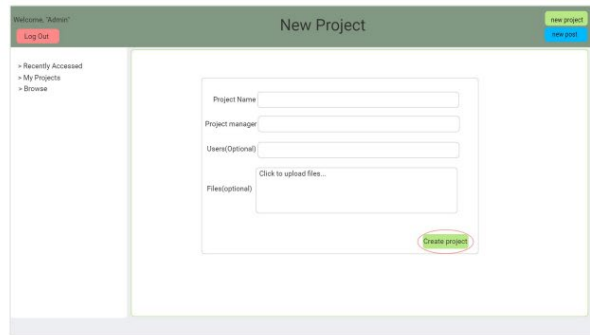 Welcome, "Admin"
Log Out
New Project
new project
new post
> Recently Accessed
> My Projects
> Browse
Project Name
Project manager
Users(Optional)
Click to upload files...
Files(optional)
Create project